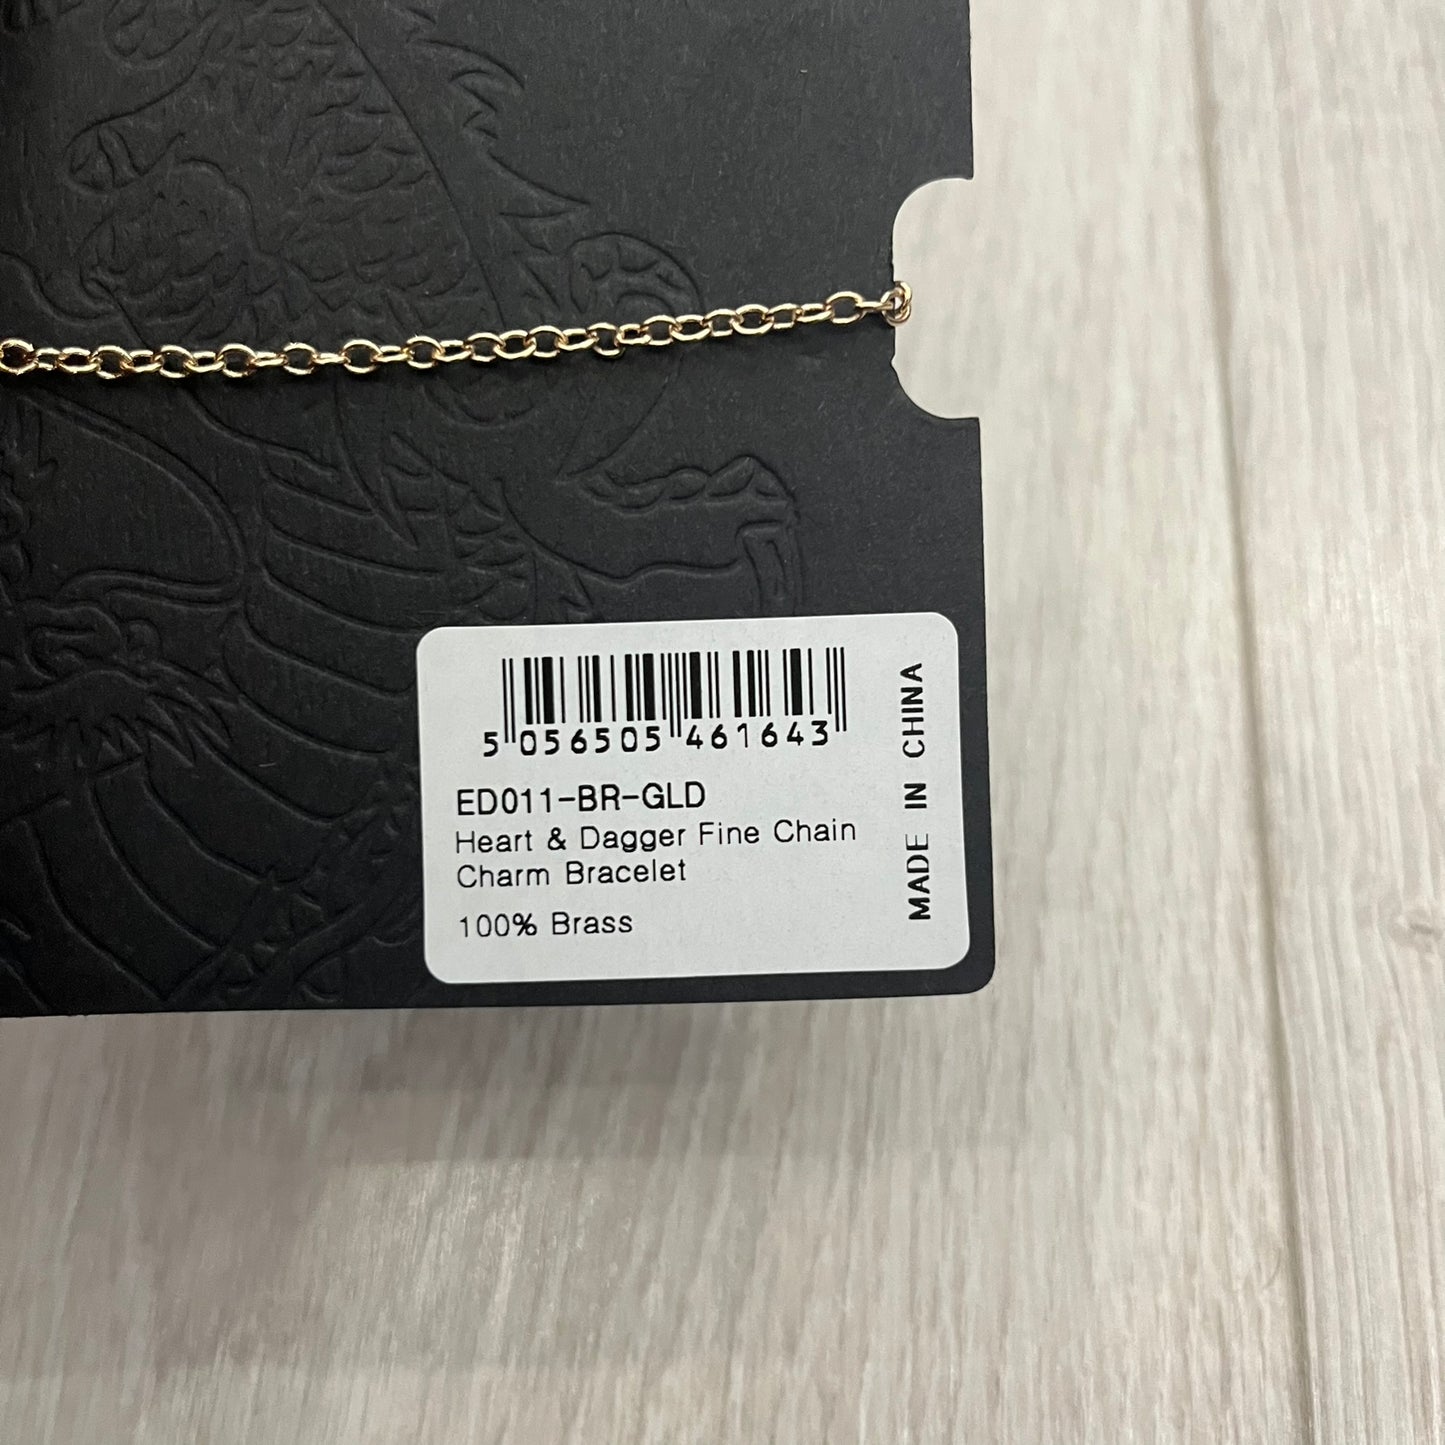 5 056505 461643
ED011-BR-GLD
Heart & Dagger Fine Chain
Charm Bracelet
100% Brass
MADE IN CHINA